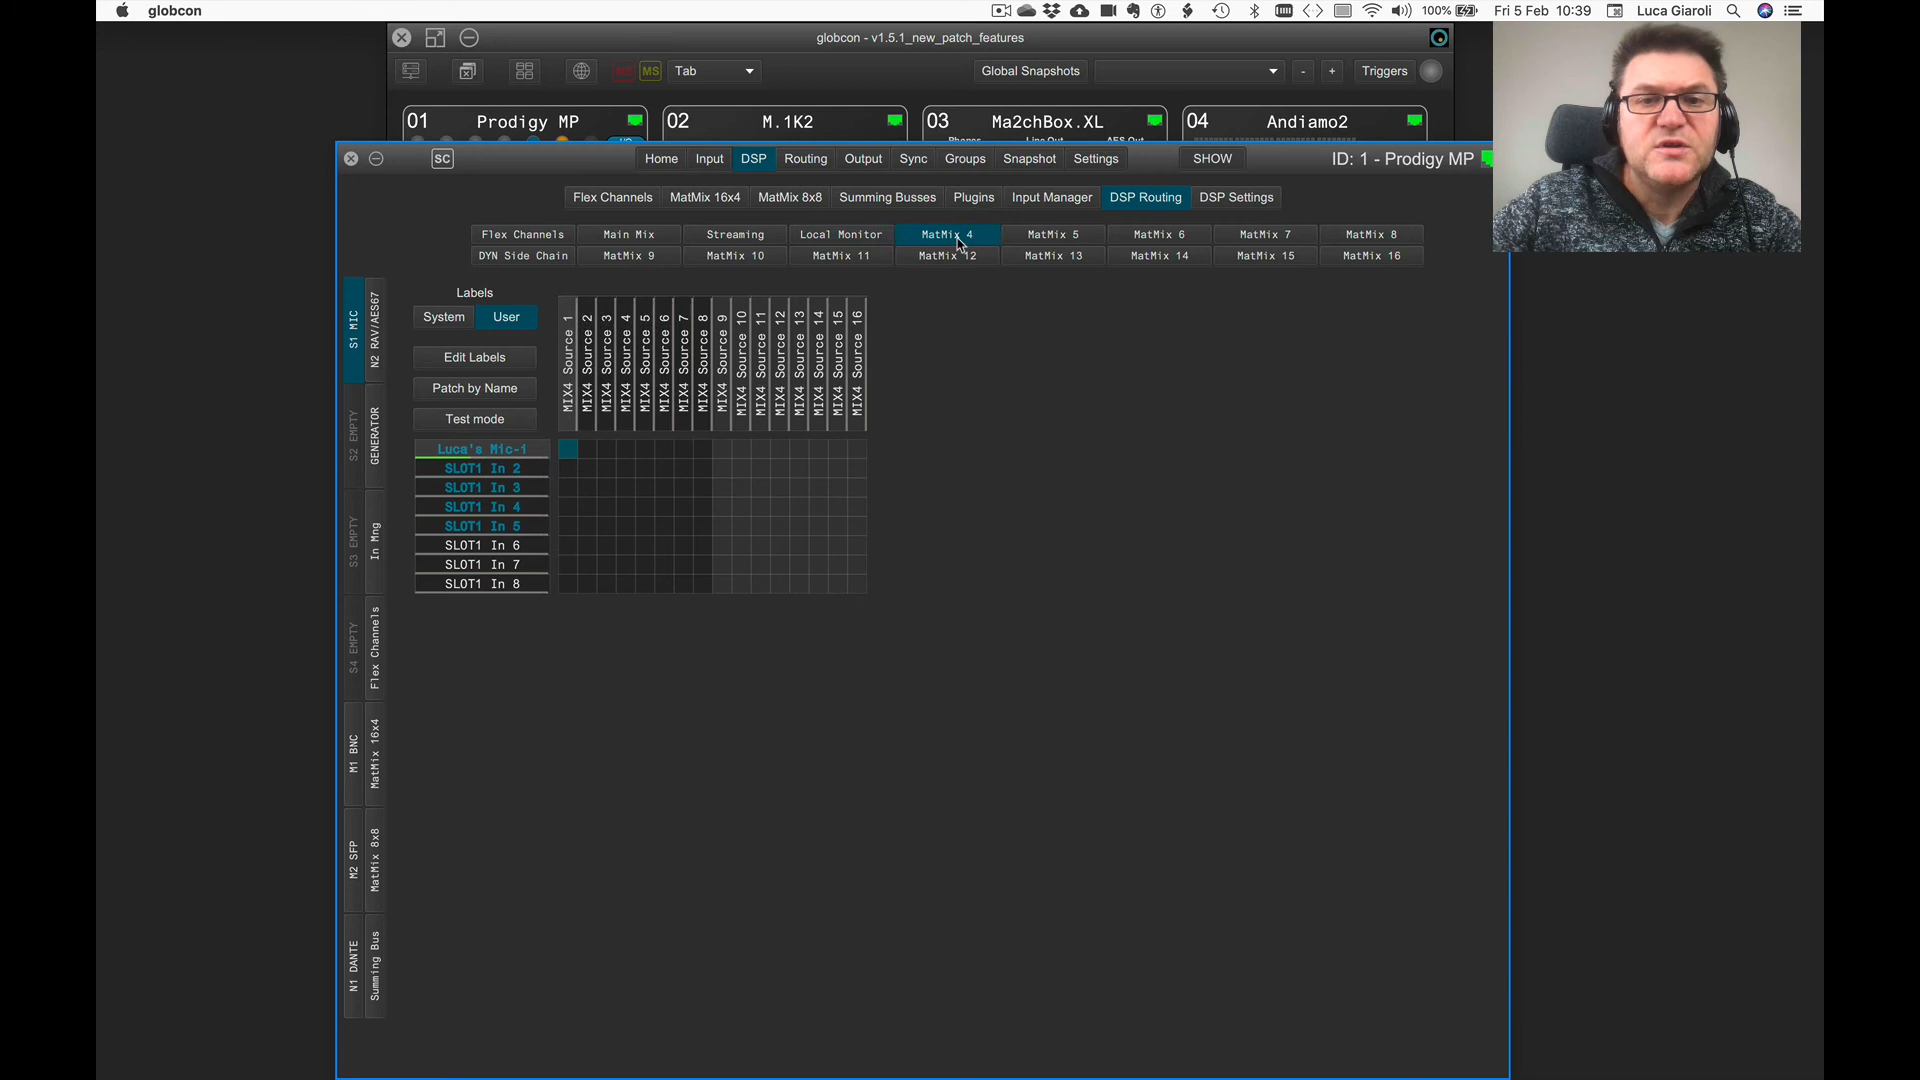 globcon
100%
Fri 5 Feb 10:39
Luca Giaroli
globcon - v1.5.1_new_patch_features
MS
Tab
Global Snapshots
-
+
Triggers
01
Prodigy MP
02
M.1K2
03
Ma2chBox.XL
04
Andiamo2
Phones
Line Out
AES Out
SC
Home
Input
DSP
Routing
Output
Sync
Groups
Snapshot
Settings
SHOW
ID: 1 - Prodigy MP
Flex Channels
MatMix 16x4
MatMix 8x8
Summing Busses
Plugins
Input Manager
DSP Routing
DSP Settings
Flex Channels
Main Mix
Streaming
Local Monitor
MatMix 4
MatMix 5
MatMix 6
MatMix 7
MatMix 8
DYN Side Chain
MatMix 9
MatMix 10
MatMix 11
MatMix 12
MatMix 13
MatMix 14
MatMix 15
MatMix 16
S1 MIC
S2 EMPTY
S3 EMPTY
S4 EMPTY
M1 BNC
M2 SFP
N1 DANTE
N2 RAV/AES67
GENERATOR
In Mng
Flex Channels
MatMix 16x4
MatMix 8x8
Summing Bus
Labels
System
User
Edit Labels
Patch by Name
Test mode
MIX4 Source 1
MIX4 Source 2
MIX4 Source 3
MIX4 Source 4
MIX4 Source 5
MIX4 Source 6
MIX4 Source 7
MIX4 Source 8
MIX4 Source 9
MIX4 Source 10
MIX4 Source 11
MIX4 Source 12
MIX4 Source 13
MIX4 Source 14
MIX4 Source 15
MIX4 Source 16
Luca's Mic-1
SLOT1 In 2
SLOT1 In 3
SLOT1 In 4
SLOT1 In 5
SLOT1 In 6
SLOT1 In 7
SLOT1 In 8